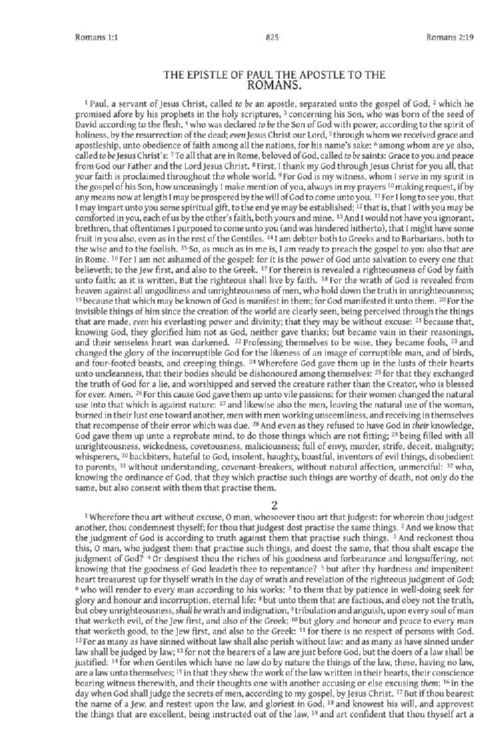 Romans 1:1 825 Romans 2:19
THE EPISTLE OF PAUL THE APOSTLE TO THE
ROMANS.
1 Paul, a servant of Jesus Christ, called to be an apostle, separated unto the gospel of God, 2 which he
promised afore by his prophets in the holy scriptures, 3 concerning his Son, who was born of the seed of
David according to the flesh, 4 who was declared to be the Son of God with power, according to the spirit of
holiness, by the resurrection of the dead; even Jesus Christ our Lord, 5 through whom we received grace and
apostleship, unto obedience of faith among all the nations, for his name's sake: 6 among whom are ye also,
called to be Jesus Christ's: 7 To all that are in Rome, beloved of God, called to be saints: Grace to you and peace
from God our Father and the Lord Jesus Christ. 8 First, I thank my God through Jesus Christ for you all, that
your faith is proclaimed throughout the whole world. 9 For God is my witness, whom I serve in my spirit in
the gospel of his Son, how unceasingly I make mention of you, always in my prayers 10 making request, if by
any means now at length I may be prospered by the will of God to come unto you. 11 For I long to see you, that
I may impart unto you some spiritual gift, to the end ye may be established; 12 that is, that I with you may be
comforted in you, each of us by the other's faith, both yours and mine. 13 And I would not have you ignorant,
brethren, that oftentimes I purposed to come unto you (and was hindered hitherto), that I might have some
fruit in you also, even as in the rest of the Gentiles. 14 I am debtor both to Greeks and to Barbarians, both to
the wise and to the foolish. 15 So, as much as in me is, I am ready to preach the gospel to you also that are
in Rome. 16 For I am not ashamed of the gospel: for it is the power of God unto salvation to every one that
believeth; to the Jew first, and also to the Greek. 17 For therein is revealed a righteousness of God by faith
unto faith: as it is written, But the righteous shall live by faith. 18 For the wrath of God is revealed from
heaven against all ungodliness and unrighteousness of men, who hold down the truth in unrighteousness;
19 because that which may be known of God is manifest in them; for God manifested it unto them. 20 For the
invisible things of him since the creation of the world are clearly seen, being perceived through the things
that are made, even his everlasting power and divinity; that they may be without excuse: 21 because that,
knowing God, they glorified him not as God, neither gave thanks; but became vain in their reasonings,
and their senseless heart was darkened. 22 Professing themselves to be wise, they became fools, 23 and
changed the glory of the incorruptible God for the likeness of an image of corruptible man, and of birds,
and four-footed beasts, and creeping things. 24 Wherefore God gave them up in the lusts of their hearts
unto uncleanness, that their bodies should be dishonoured among themselves: 25 for that they exchanged
the truth of God for a lie, and worshipped and served the creature rather than the Creator, who is blessed
for ever. Amen. 26 For this cause God gave them up unto vile passions: for their women changed the natural
use into that which is against nature: 27 and likewise also the men, leaving the natural use of the woman,
burned in their lust one toward another, men with men working unseemliness, and receiving in themselves
that recompense of their error which was due. 28 And even as they refused to have God in their knowledge,
God gave them up unto a reprobate mind, to do those things which are not fitting; 29 being filled with all
unrighteousness, wickedness, covetousness, maliciousness; full of envy, murder, strife, deceit, malignity;
whisperers, 30 backbiters, hateful to God, insolent, haughty, boastful, inventors of evil things, disobedient
to parents, 31 without understanding, covenant-breakers, without natural affection, unmerciful: 32 who,
knowing the ordinance of God, that they which practise such things are worthy of death, not only do the
same, but also consent with them that practise them.
2
1 Wherefore thou art without excuse, O man, whosoever thou art that judgest: for wherein thou judgest
another, thou condemnest thyself; for thou that judgest dost practise the same things. 2 And we know that
the judgment of God is according to truth against them that practise such things. 3 And reckonest thou
this, O man, who judgest them that practise such things, and doest the same, that thou shalt escape the
judgment of God? 4 Or despisest thou the riches of his goodness and forbearance and longsuffering, not
knowing that the goodness of God leadeth thee to repentance? 5 but after thy hardness and impenitent
heart treasurest up for thyself wrath in the day of wrath and revelation of the righteous judgment of God;
6 who will render to every man according to his works: 7 to them that by patience in well-doing seek for
glory and honour and incorruption, eternal life: 8 but unto them that are factious, and obey not the truth,
but obey unrighteousness, shall be wrath and indignation, 9 tribulation and anguish, upon every soul of man
that worketh evil, of the Jew first, and also of the Greek; 10 but glory and honour and peace to every man
that worketh good, to the Jew first, and also to the Greek: 11 for there is no respect of persons with God.
12 For as many as have sinned without law shall also perish without law: and as many as have sinned under
law shall be judged by law; 13 for not the hearers of a law are just before God, but the doers of a law shall be
justified: 14 for when Gentiles which have no law do by nature the things of the law, these, having no law,
are a law unto themselves; 15 in that they shew the work of the law written in their hearts, their conscience
bearing witness therewith, and their thoughts one with another accusing or else excusing them; 16 in the
day when God shall judge the secrets of men, according to my gospel, by Jesus Christ. 17 But if thou bearest
the name of a Jew, and restest upon the law, and gloriest in God, 18 and knowest his will, and approvest
the things that are excellent, being instructed out of the law, 19 and art confident that thou thyself art a